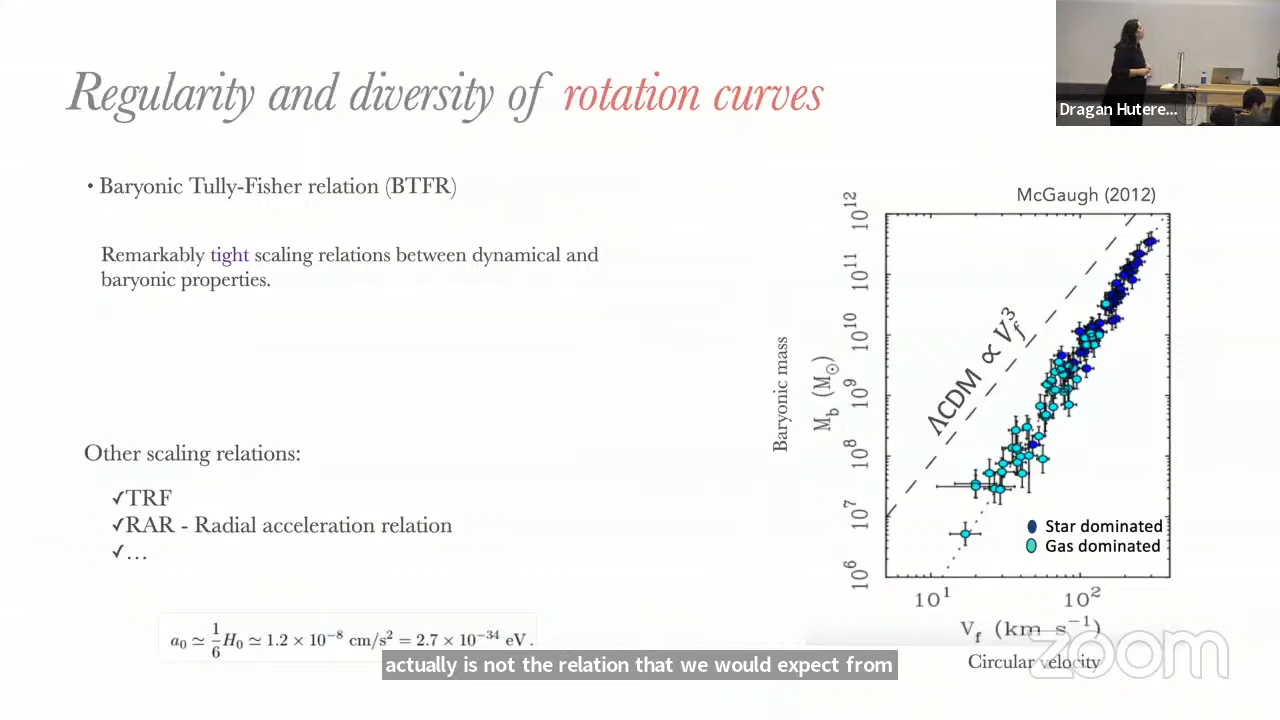 Regularity and diversity of rotation curves
Dragan Hutere...
• Baryonic Tully-Fisher relation (BTFR)
Remarkably tight scaling relations between dynamical and
baryonic properties.
Other scaling relations:
✓TRF
✓RAR - Radial acceleration relation
✓…
a₀ ≃ 1/6 H₀ ≃ 1.2 × 10⁻⁸ cm/s² = 2.7 × 10⁻³⁴ eV.
McGaugh (2012)
Baryonic mass
M_b (M_⊙)
10¹²
10¹¹
10¹⁰
10⁹
10⁸
10⁷
10⁶
ΛCDM ∝ V_f³
Star dominated
Gas dominated
10¹ 10²
V_f (km s⁻¹)
Circular velocity
zoom
actually is not the relation that we would expect from